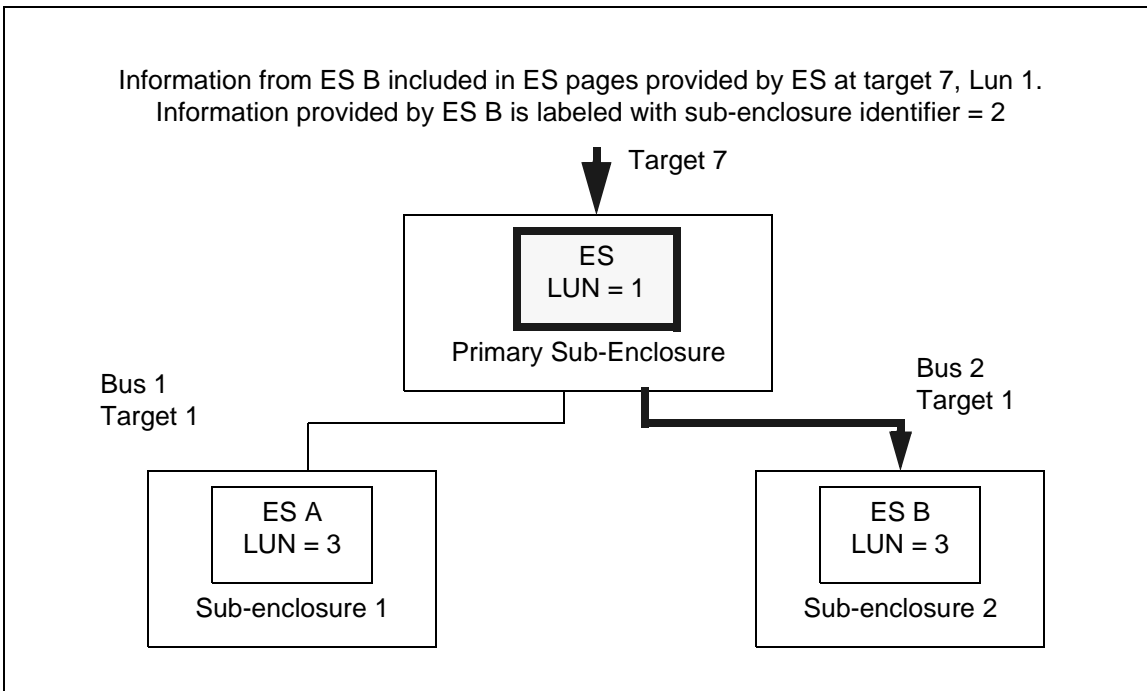 Information from ES B included in ES pages provided by ES at target 7, Lun 1.
Information provided by ES B is labeled with sub-enclosure identifier = 2
Target 7
ES
LUN = 1
Primary Sub-Enclosure
Bus 1
Target 1
Bus 2
Target 1
ES A
LUN = 3
Sub-enclosure 1
ES B
LUN = 3
Sub-enclosure 2